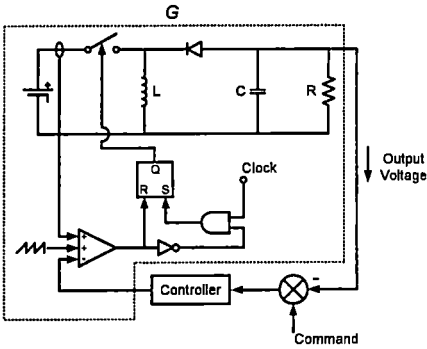 G
L
C
R
Q
R S
Clock
Output
Voltage
+
+
-
Controller
-
Command